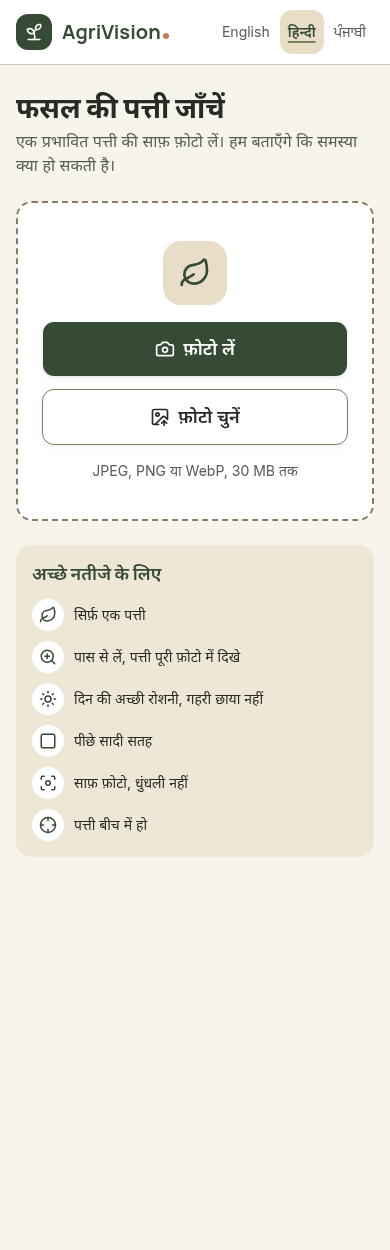 AgriVision
English
हिन्दी
ਪੰਜਾਬੀ
फसल की पत्ती जाँचें
एक प्रभावित पत्ती की साफ़ फ़ोटो लें। हम बताएँगे कि समस्या
क्या हो सकती है।
फ़ोटो लें
फ़ोटो चुनें
JPEG, PNG या WebP, 30 MB तक
अच्छे नतीजे के लिए
सिर्फ़ एक पत्ती
पास से लें, पत्ती पूरी फ़ोटो में दिखे
दिन की अच्छी रोशनी, गहरी छाया नहीं
पीछे सादी सतह
साफ़ फ़ोटो, धुंधली नहीं
पत्ती बीच में हो